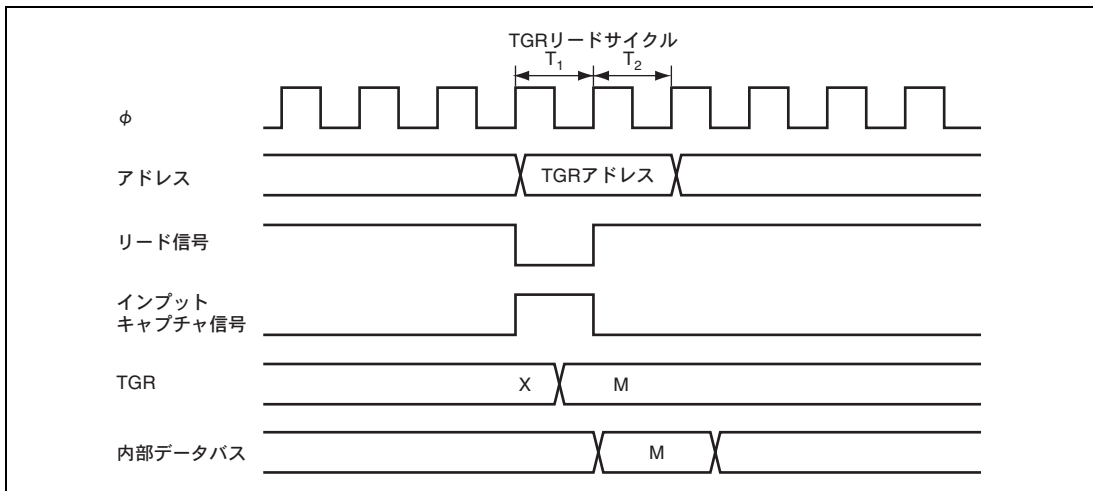 TGRリードサイクル
T1 T2
φ
アドレス TGRアドレス
リード信号
インプット
キャプチャ信号
TGR X M
内部データバス M